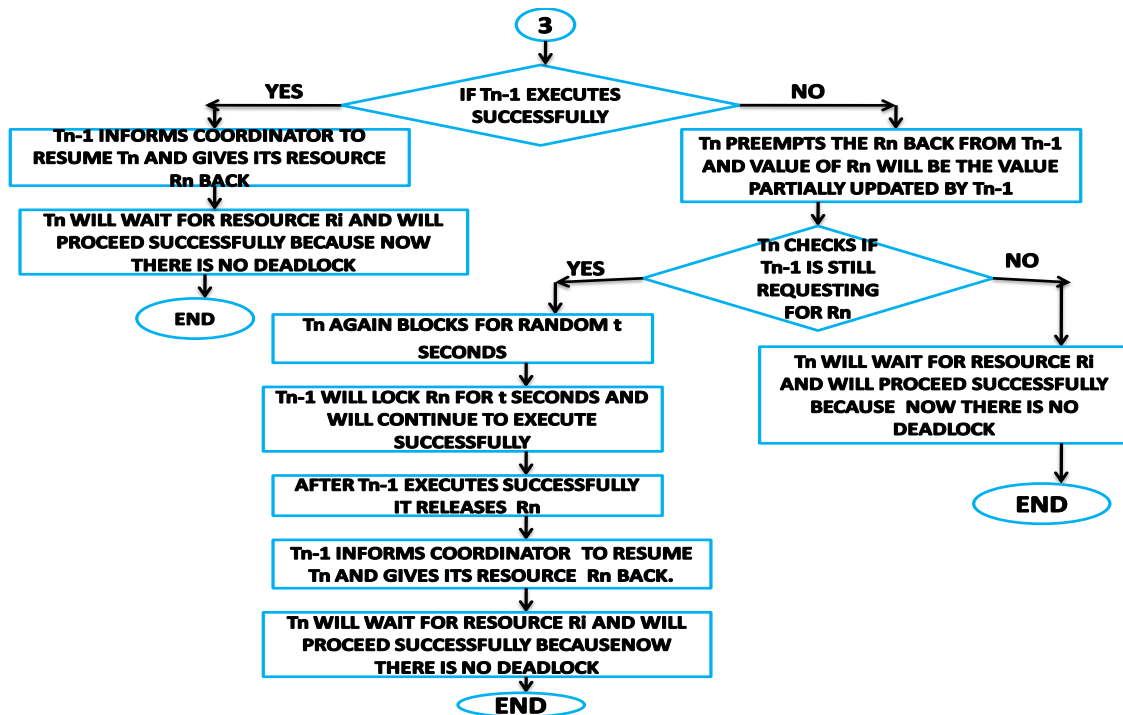 3
IF Tn-1 EXECUTES
SUCCESSFULLY
YES
NO
Tn-1 INFORMS COORDINATOR TO
RESUME Tn AND GIVES ITS RESOURCE
Rn BACK
Tn WILL WAIT FOR RESOURCE Ri AND WILL
PROCEED SUCCESSFULLY BECAUSE NOW
THERE IS NO DEADLOCK
END
Tn PREEMPTS THE Rn BACK FROM Tn-1
AND VALUE OF Rn WILL BE THE VALUE
PARTIALLY UPDATED BY Tn-1
Tn CHECKS IF
Tn-1 IS STILL
REQUESTING
FOR Rn
YES
NO
Tn AGAIN BLOCKS FOR RANDOM t
SECONDS
Tn-1 WILL LOCK Rn FOR t SECONDS AND
WILL CONTINUE TO EXECUTE
SUCCESSFULLY
AFTER Tn-1 EXECUTES SUCCESSFULLY
IT RELEASES Rn
Tn-1 INFORMS COORDINATOR TO RESUME
Tn AND GIVES ITS RESOURCE Rn BACK.
Tn WILL WAIT FOR RESOURCE Ri AND WILL
PROCEED SUCCESSFULLY BECAUSENOW
THERE IS NO DEADLOCK
END
Tn WILL WAIT FOR RESOURCE Ri
AND WILL PROCEED SUCCESSFULLY
BECAUSE NOW THERE IS NO
DEADLOCK
END